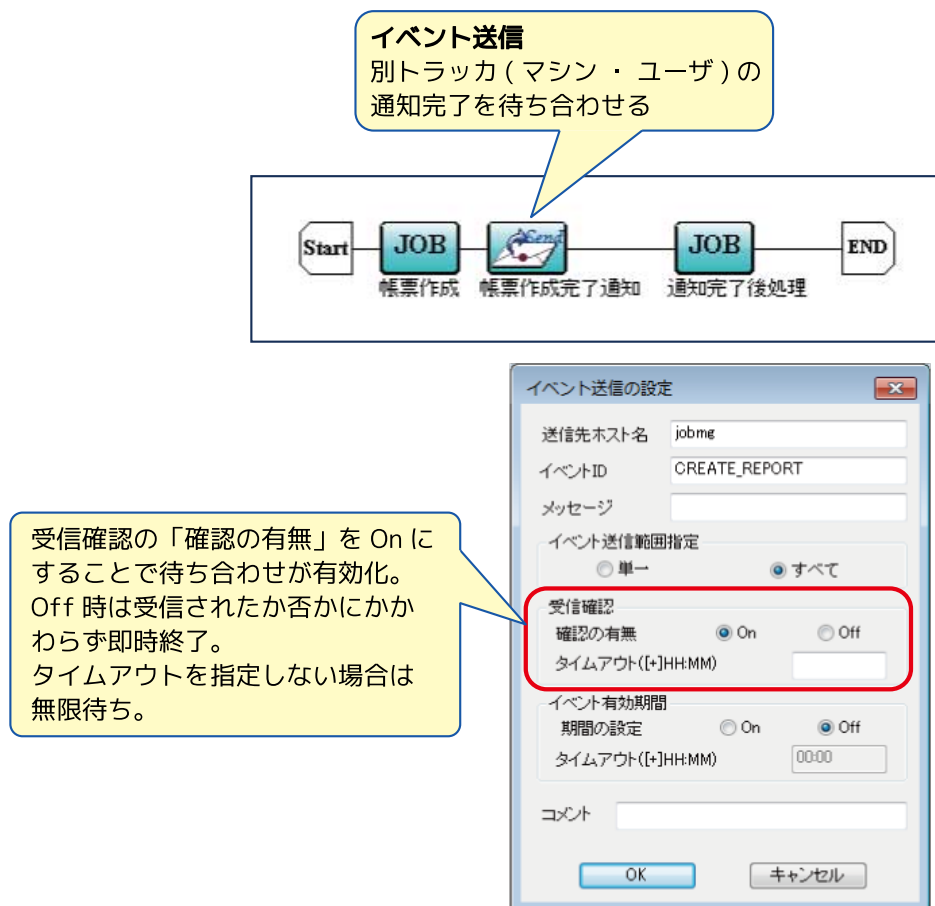 イベント送信
別トラッカ ( マシン ・ ユーザ ) の
通知完了を待ち合わせる
Start
JOB
Send
JOB
END
帳票作成
帳票作成完了通知
通知完了後処理
イベント送信の設定
送信先ホスト名 jobmg
イベントID CREATE_REPORT
メッセージ
イベント送信範囲指定
単一 すべて
受信確認
確認の有無 On Off
タイムアウト([+]HH:MM)
イベント有効期間
期間の設定 On Off
タイムアウト([+]HH:MM) 00:00
コメント
OK キャンセル
受信確認の「確認の有無」を On に
することで待ち合わせが有効化。
Off 時は受信されたか否かにかか
わらず即時終了。
タイムアウトを指定しない場合は
無限待ち。